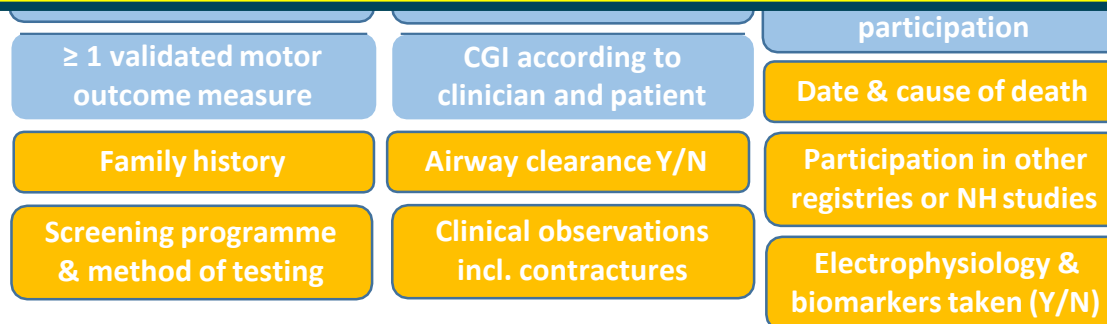 ≥ 1 validated motor
outcome measure
Family history
Screening programme
& method of testing
CGI according to
clinician and patient
Airway clearance Y/N
Clinical observations
incl. contractures
participation
Date & cause of death
Participation in other
registries or NH studies
Electrophysiology &
biomarkers taken (Y/N)